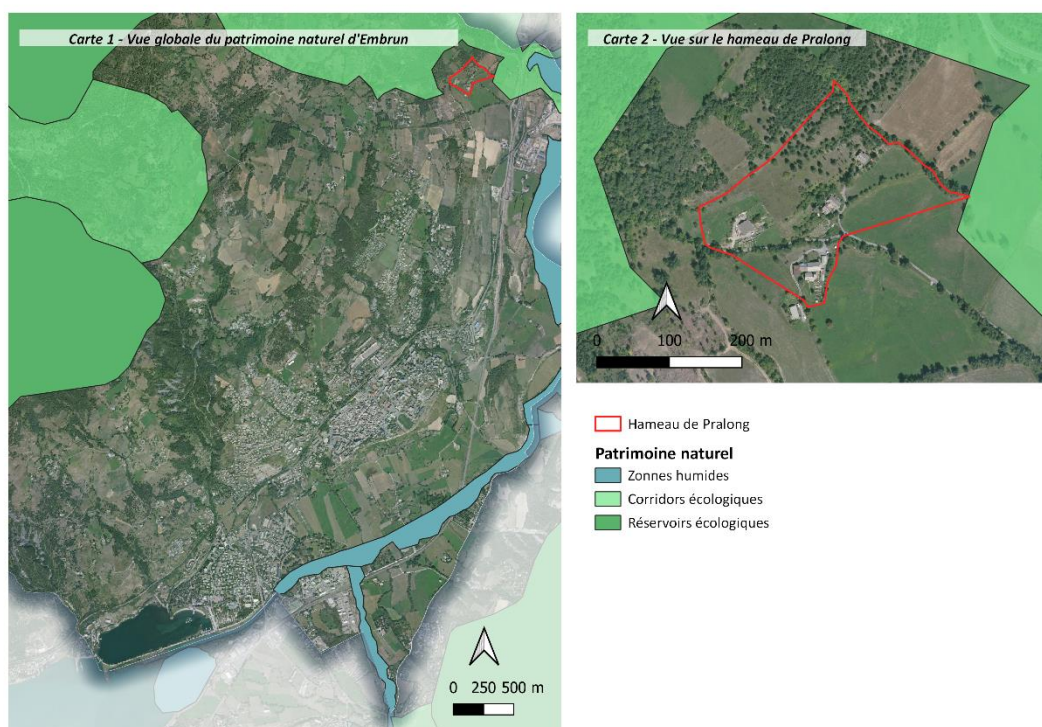 Carte 1 - Vue globale du patrimoine naturel d'Embrun
0 250 500 m
Carte 2 - Vue sur le hameau de Pralong
0 100 200 m
Hameau de Pralong
Patrimoine naturel
Zonnes humides
Corridors écologiques
Réservoirs écologiques